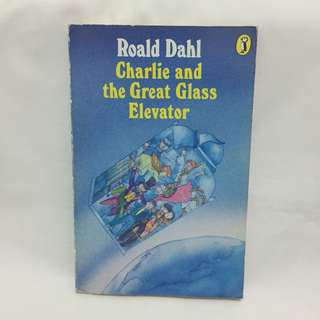 Roald Dahl
Charlie and
the Great Glass
Elevator